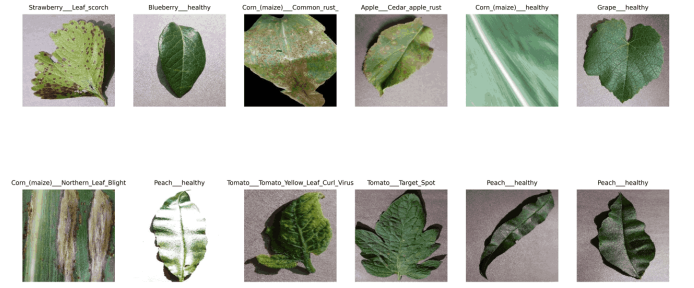 Strawberry___Leaf_scorch
Blueberry___healthy
Corn_(maize)___Common_rust_
Apple___Cedar_apple_rust
Corn_(maize)___healthy
Grape___healthy
Corn_(maize)___Northern_Leaf_Blight
Peach___healthy
Tomato___Tomato_Yellow_Leaf_Curl_Virus
Tomato___Target_Spot
Peach___healthy
Peach___healthy